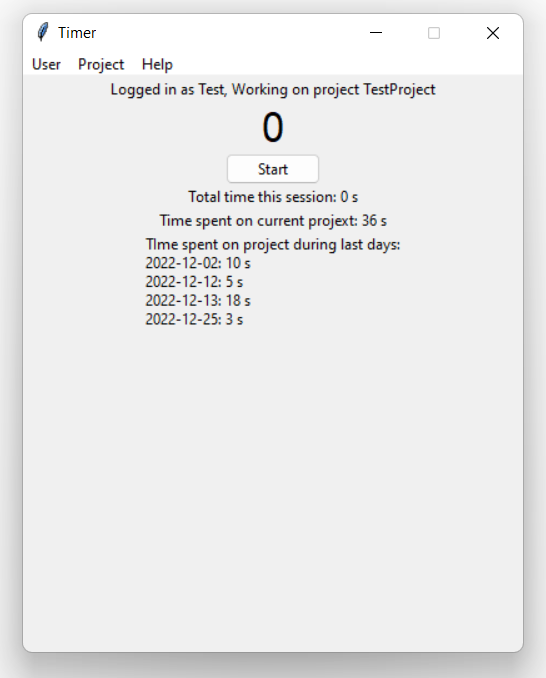 Timer
User Project Help
Logged in as Test, Working on project TestProject
0
Start
Total time this session: 0 s
Time spent on current projext: 36 s
TIme spent on project during last days:
2022-12-02: 10 s
2022-12-12: 5 s
2022-12-13: 18 s
2022-12-25: 3 s